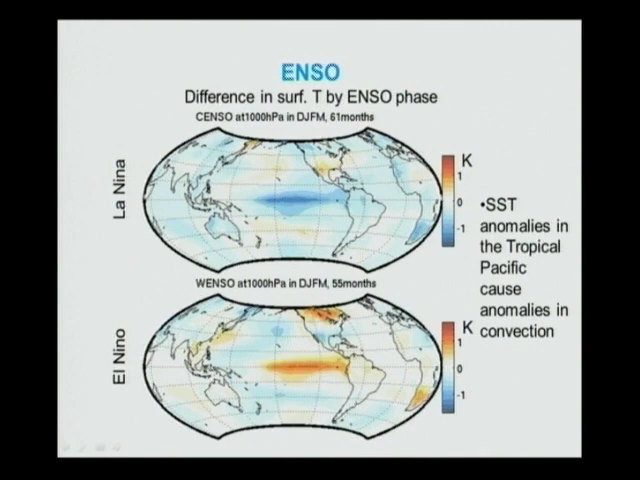 ENSO
Difference in surf. T by ENSO phase
CENSO at1000hPa in DJFM, 61months
La Nina
K
1
0
-1
WENSO at1000hPa in DJFM, 55months
El Nino
K
1
0
-1
•SST
anomalies in
the Tropical
Pacific
cause
anomalies in
convection